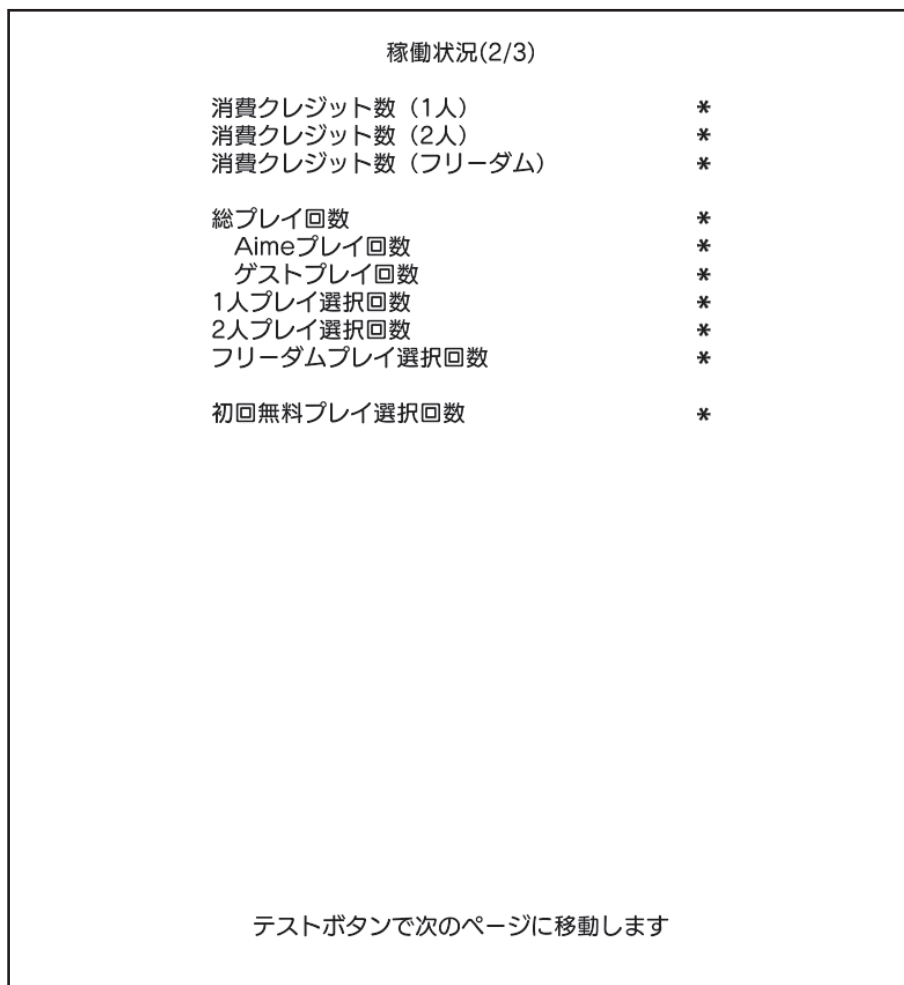 稼働状況(2/3)
消費クレジット数（1人） *
消費クレジット数（2人） *
消費クレジット数（フリーダム） *
総プレイ回数 *
Aimeプレイ回数 *
ゲストプレイ回数 *
1人プレイ選択回数 *
2人プレイ選択回数 *
フリーダムプレイ選択回数 *
初回無料プレイ選択回数 *
テストボタンで次のページに移動します